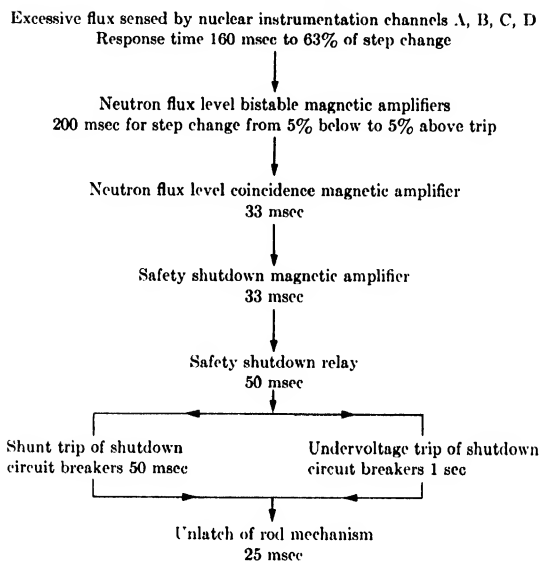 Excessive flux sensed by nuclear instrumentation channels A, B, C, D
Response time 160 msec to 63% of step change
Neutron flux level bistable magnetic amplifiers
200 msec for step change from 5% below to 5% above trip
Neutron flux level coincidence magnetic amplifier
33 msec
Safety shutdown magnetic amplifier
33 msec
Safety shutdown relay
50 msec
Shunt trip of shutdown
circuit breakers 50 msec
Undervoltage trip of shutdown
circuit breakers 1 sec
Unlatch of rod mechanism
25 msec